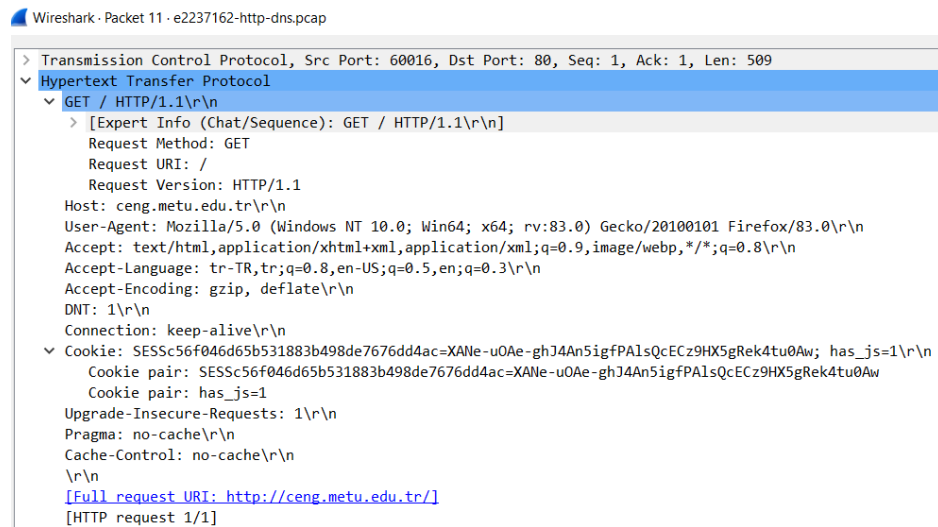 Wireshark · Packet 11 · e2237162-http-dns.pcap
Transmission Control Protocol, Src Port: 60016, Dst Port: 80, Seq: 1, Ack: 1, Len: 509
Hypertext Transfer Protocol
GET / HTTP/1.1\r\n
[Expert Info (Chat/Sequence): GET / HTTP/1.1\r\n]
Request Method: GET
Request URI: /
Request Version: HTTP/1.1
Host: ceng.metu.edu.tr\r\n
User-Agent: Mozilla/5.0 (Windows NT 10.0; Win64; x64; rv:83.0) Gecko/20100101 Firefox/83.0\r\n
Accept: text/html,application/xhtml+xml,application/xml;q=0.9,image/webp,*/*;q=0.8\r\n
Accept-Language: tr-TR,tr;q=0.8,en-US;q=0.5,en;q=0.3\r\n
Accept-Encoding: gzip, deflate\r\n
DNT: 1\r\n
Connection: keep-alive\r\n
Cookie: SESSc56f046d65b531883b498de7676dd4ac=XANe-uOAe-ghJ4An5igfPAlsQcECz9HX5gRek4tu0Aw; has_js=1\r\n
Cookie pair: SESSc56f046d65b531883b498de7676dd4ac=XANe-uOAe-ghJ4An5igfPAlsQcECz9HX5gRek4tu0Aw
Cookie pair: has_js=1
Upgrade-Insecure-Requests: 1\r\n
Pragma: no-cache\r\n
Cache-Control: no-cache\r\n
\r\n
[Full request URI: http://ceng.metu.edu.tr/]
[HTTP request 1/1]